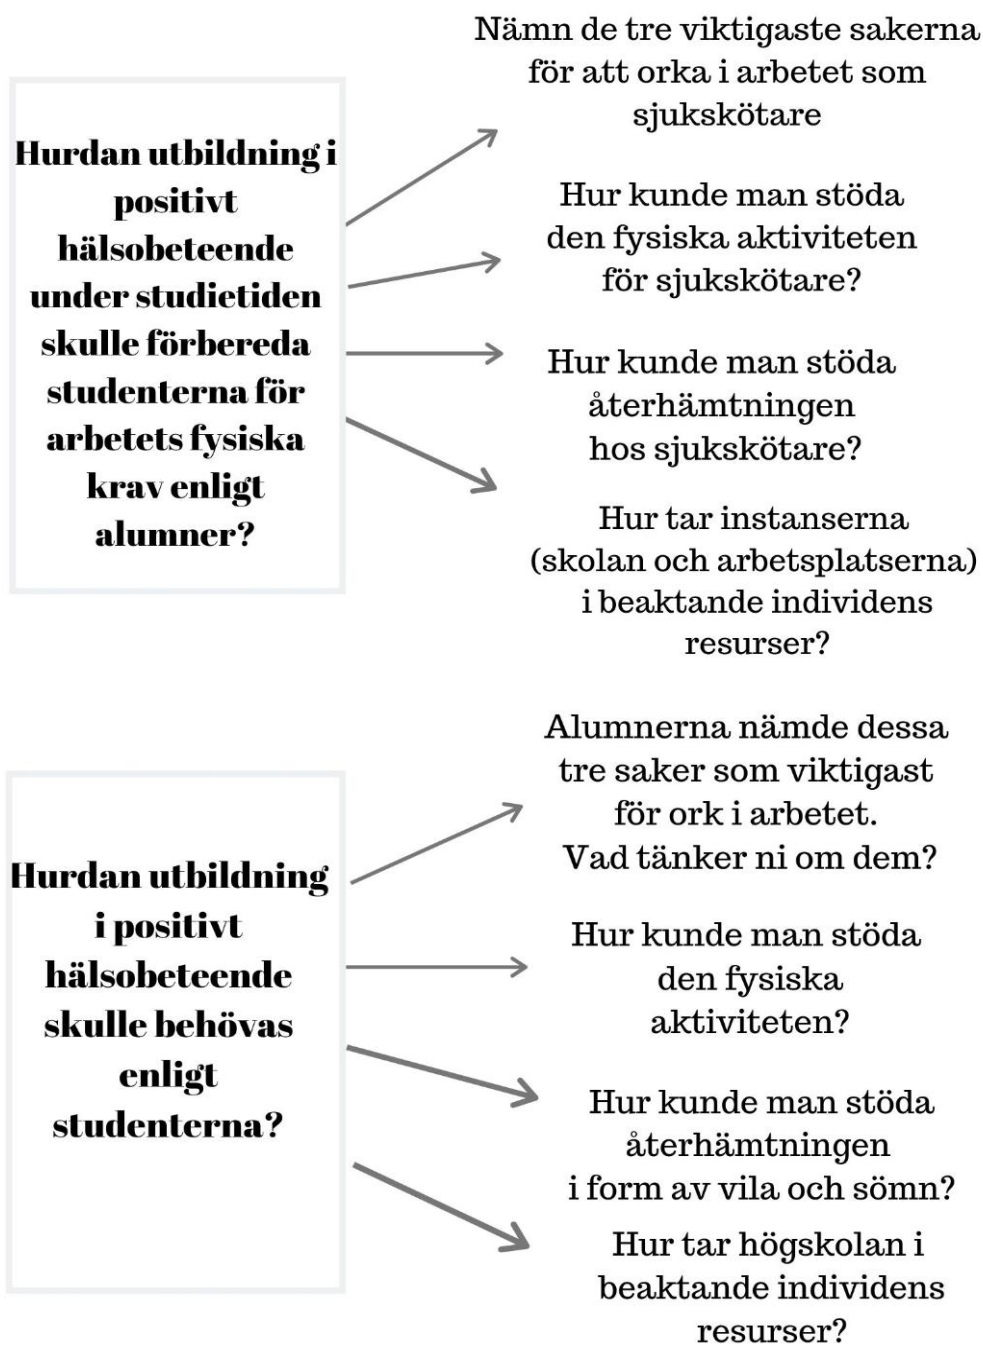 Hurdan utbildning i
positivt
hälsobeteende
under studietiden
skulle förbereda
studenterna för
arbetets fysiska
krav enligt
alumner?
Nämn de tre viktigaste sakerna
för att orka i arbetet som
sjukskötare
Hur kunde man stöda
den fysiska aktiviteten
för sjukskötare?
Hur kunde man stöda
återhämtningen
hos sjukskötare?
Hur tar instanserna
(skolan och arbetsplatserna)
i beaktande individens
resurser?
Hurdan utbildning
i positivt
hälsobeteende
skulle behövas
enligt
studenterna?
Alumnerna nämde dessa
tre saker som viktigast
för ork i arbetet.
Vad tänker ni om dem?
Hur kunde man stöda
den fysiska
aktiviteten?
Hur kunde man stöda
återhämtningen
i form av vila och sömn?
Hur tar högskolan i
beaktande individens
resurser?